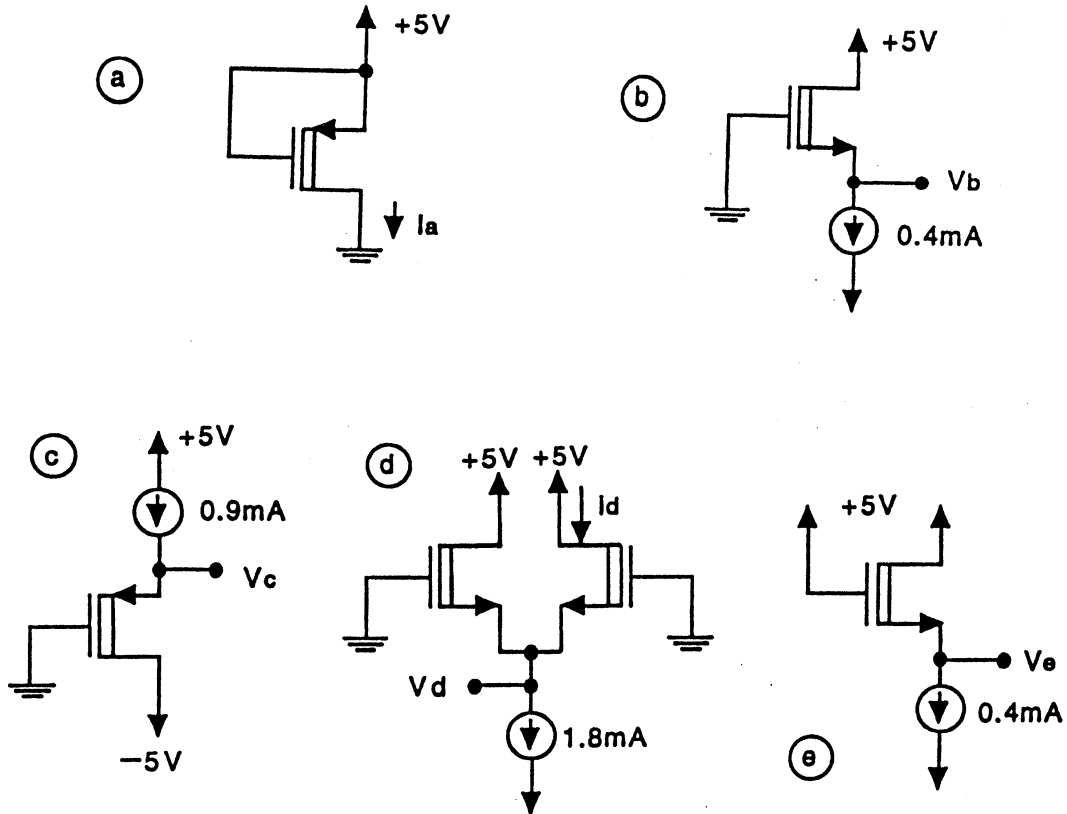 +5V
a
Ia
+5V
b
Vb
0.4mA
c
+5V
0.9mA
Vc
−5V
d
+5V +5V
Id
Vd
1.8mA
+5V
Ve
0.4mA
e